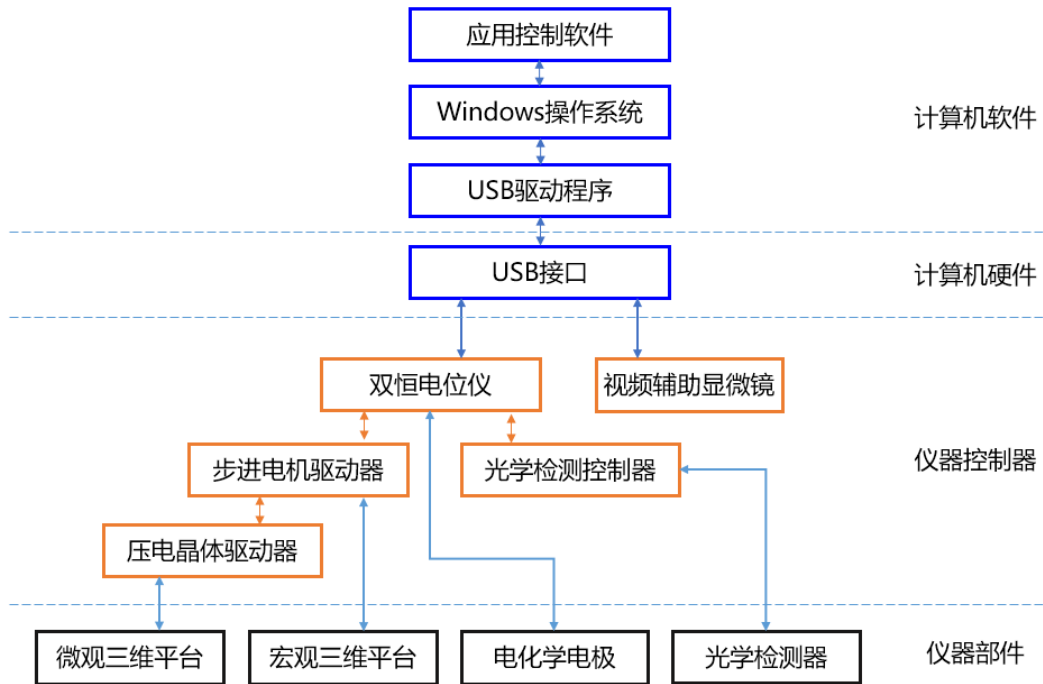 应用控制软件
Windows操作系统
计算机软件
USB驱动程序
USB接口
计算机硬件
双恒电位仪
视频辅助显微镜
步进电机驱动器
光学检测控制器
仪器控制器
压电晶体驱动器
微观三维平台
宏观三维平台
电化学电极
光学检测器
仪器部件